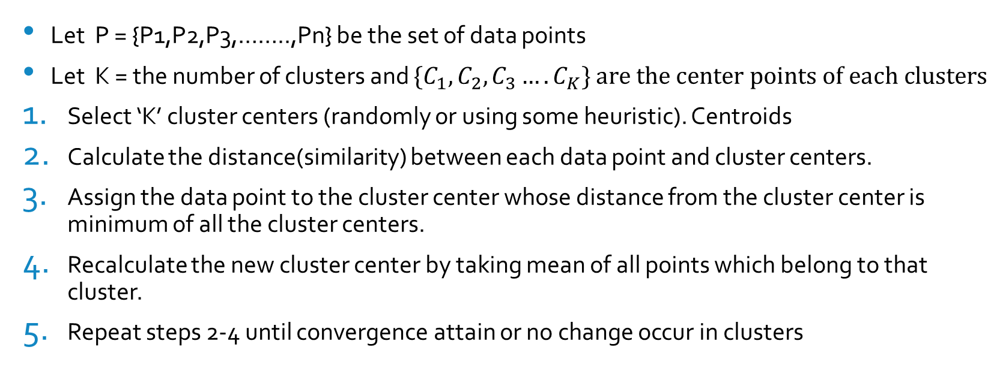 • Let P = {P1,P2,P3,........,Pn} be the set of data points
• Let K = the number of clusters and {C₁, C₂, C₃ … . C_K} are the center points of each clusters
1. Select ‘K’ cluster centers (randomly or using some heuristic). Centroids
2. Calculate the distance(similarity) between each data point and cluster centers.
3. Assign the data point to the cluster center whose distance from the cluster center is
minimum of all the cluster centers.
4. Recalculate the new cluster center by taking mean of all points which belong to that
cluster.
5. Repeat steps 2-4 until convergence attain or no change occur in clusters